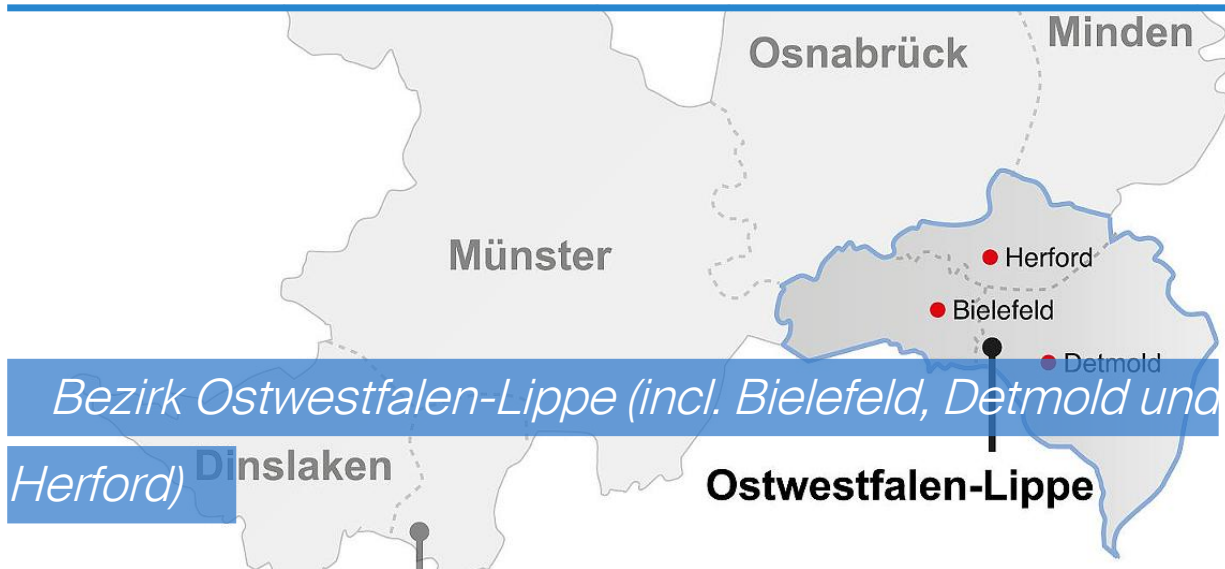 Minden
Osnabrück
Münster
Herford
Bielefeld
Detmold
Bezirk Ostwestfalen-Lippe (incl. Bielefeld, Detmold und
Herford)
Dinslaken
Ostwestfalen-Lippe